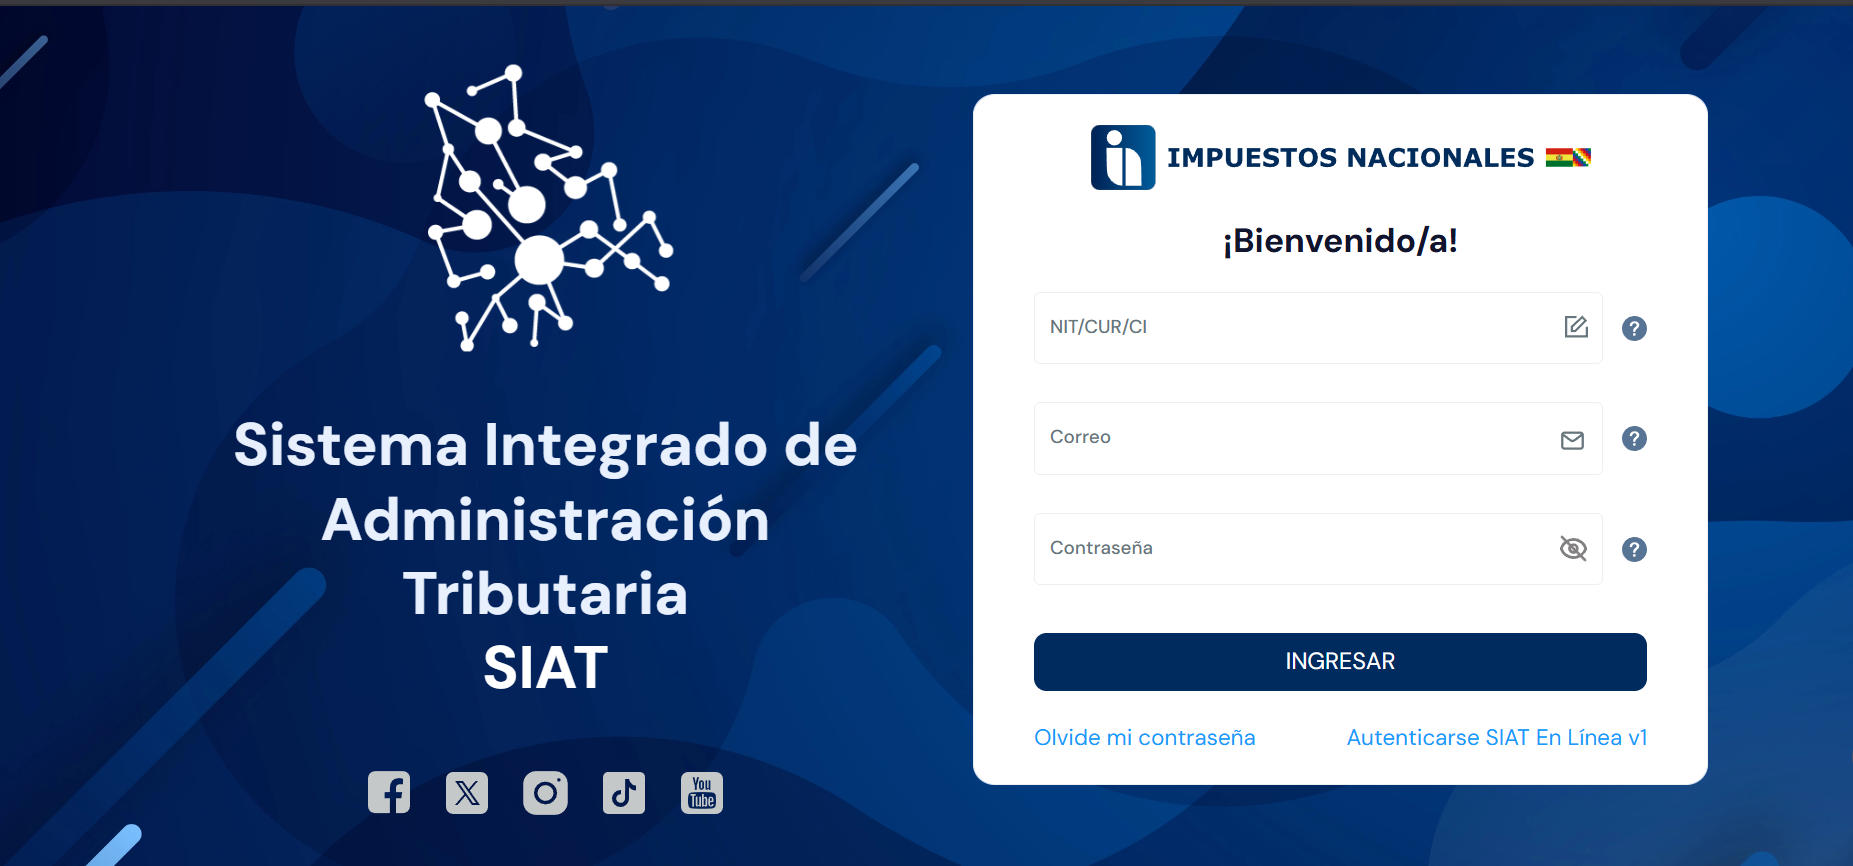 Sistema Integrado de
Administración
Tributaria
SIAT
You
Tube
IMPUESTOS NACIONALES
¡Bienvenido/a!
NIT/CUR/CI
?
Correo
?
Contraseña
?
INGRESAR
Olvide mi contraseña
Autenticarse SIAT En Línea v1